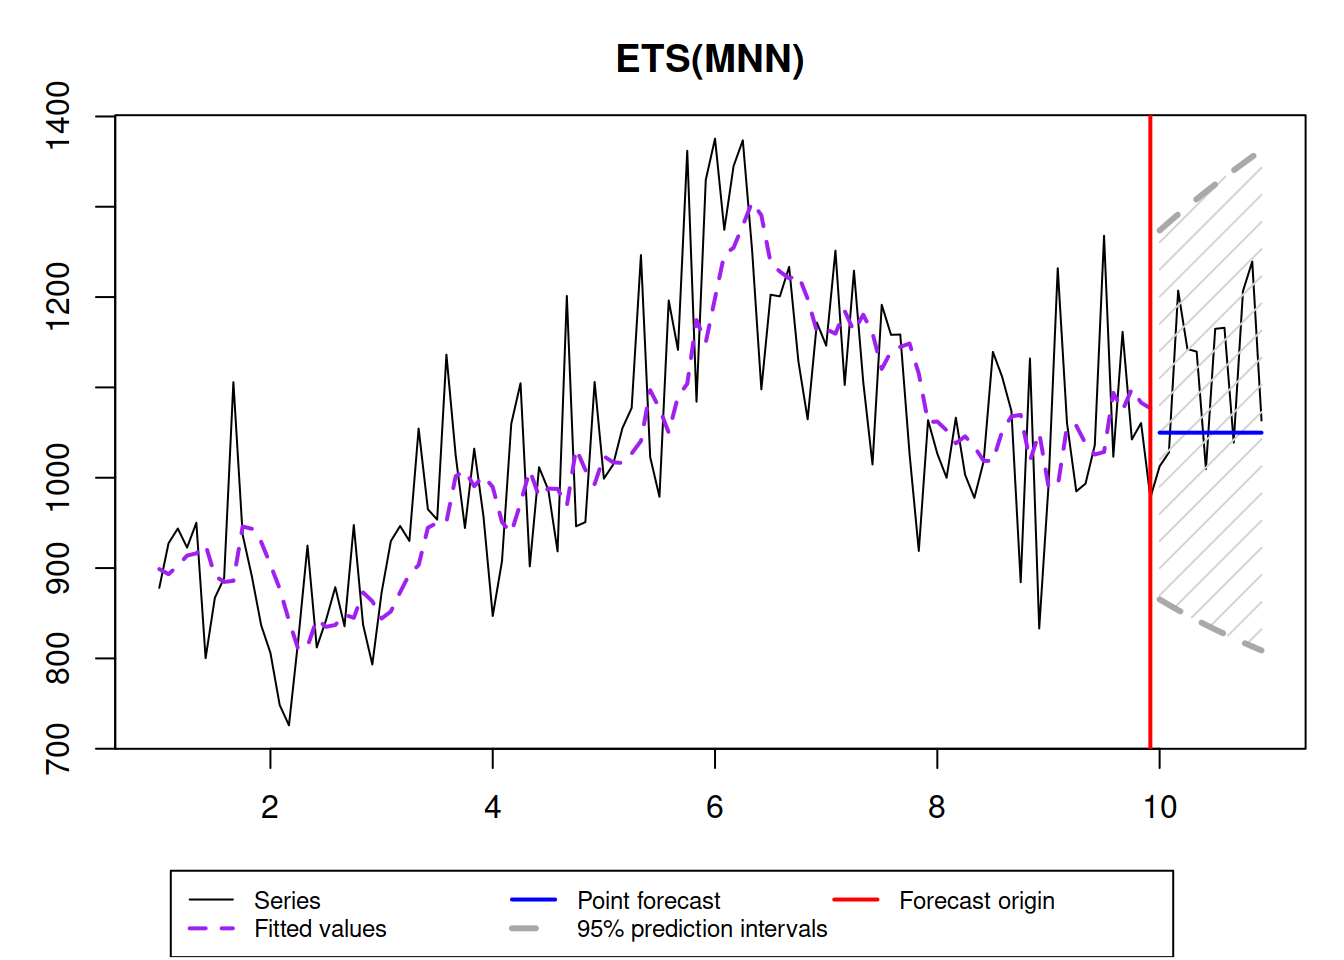 ETS(MNN)
1400
1200
1000
900
800
700
2
4
6
8
10
Series
Point forecast
Forecast origin
Fitted values
95% prediction intervals